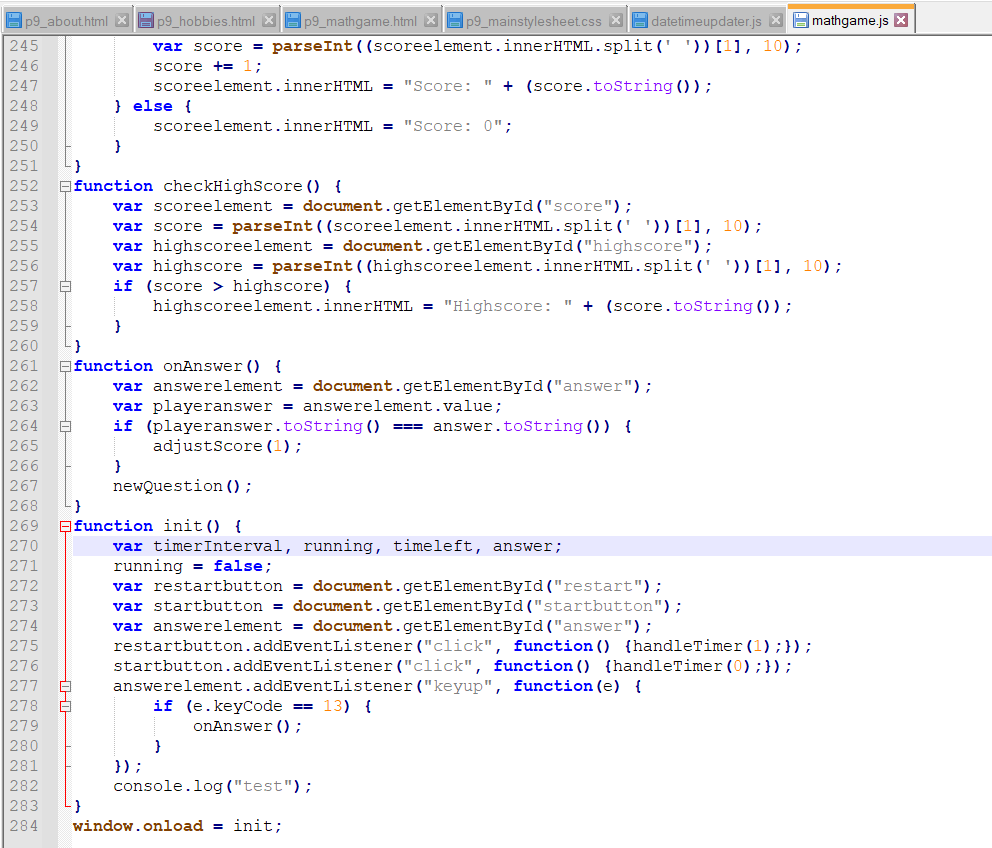 p9_about.html p9_hobbies.html p9_mathgame.html p9_mainstylesheet.css datetimeupdater.js mathgame.js
245 var score = parseInt((scoreelement.innerHTML.split(' '))[1], 10);
246 score += 1;
247 scoreelement.innerHTML = "Score: " + (score.toString());
248 } else {
249 scoreelement.innerHTML = "Score: 0";
250 }
251 }
252 function checkHighScore() {
253 var scoreelement = document.getElementById("score");
254 var score = parseInt((scoreelement.innerHTML.split(' '))[1], 10);
255 var highscoreelement = document.getElementById("highscore");
256 var highscore = parseInt((highscoreelement.innerHTML.split(' '))[1], 10);
257 if (score > highscore) {
258 highscoreelement.innerHTML = "Highscore: " + (score.toString());
259 }
260 }
261 function onAnswer() {
262 var answerelement = document.getElementById("answer");
263 var playeranswer = answerelement.value;
264 if (playeranswer.toString() === answer.toString()) {
265 adjustScore(1);
266 }
267 newQuestion();
268 }
269 function init() {
270 var timerInterval, running, timeleft, answer;
271 running = false;
272 var restartbutton = document.getElementById("restart");
273 var startbutton = document.getElementById("startbutton");
274 var answerelement = document.getElementById("answer");
275 restartbutton.addEventListener("click", function() {handleTimer(1);});
276 startbutton.addEventListener("click", function() {handleTimer(0);});
277 answerelement.addEventListener("keyup", function(e) {
278 if (e.keyCode == 13) {
279 onAnswer();
280 }
281 });
282 console.log("test");
283 }
284 window.onload = init;